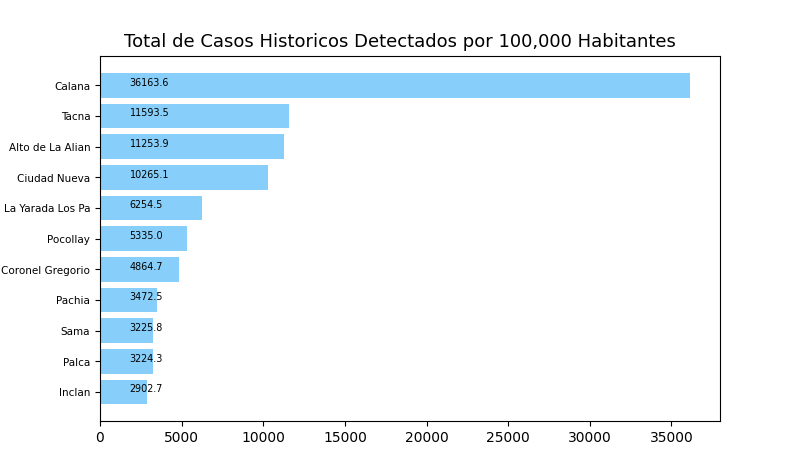 Total de Casos Historicos Detectados por 100,000 Habitantes
Calana 36163.6
Tacna 11593.5
Alto de La Alian 11253.9
Ciudad Nueva 10265.1
La Yarada Los Pa 6254.5
Pocollay 5335.0
Coronel Gregorio 4864.7
Pachia 3472.5
Sama 3225.8
Palca 3224.3
Inclan 2902.7
0 5000 10000 15000 20000 25000 30000 35000